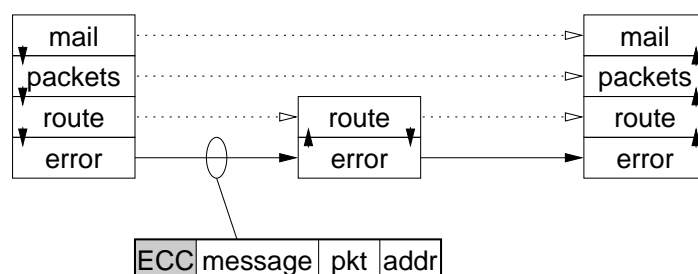 mail mail
packets packets
route route route
error error error
ECC message pkt addr